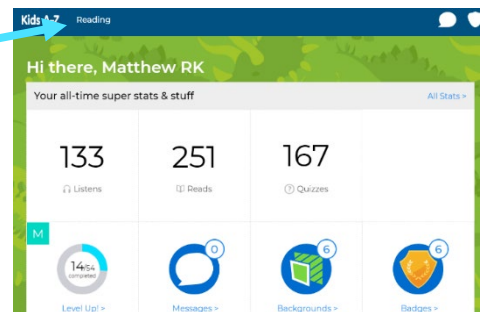 Kids A-Z Reading
Hi there, Matthew RK
Your all-time super stats & stuff All Stats >
133 251 167
Listens Reads Quizzes
M
0 6 6
14/54
completed
Level Up! > Messages > Backgrounds > Badges >